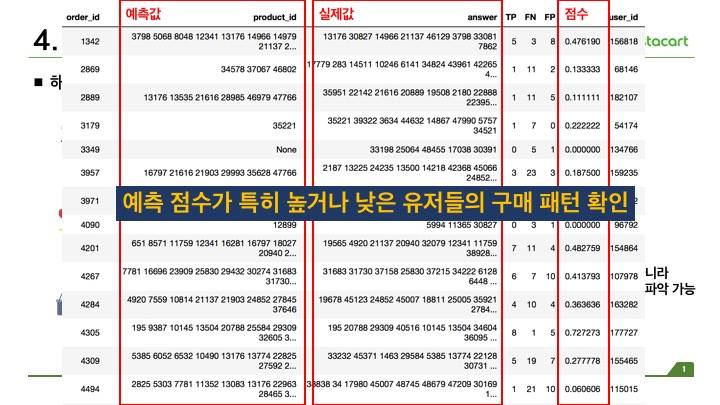 예측값 실제값 점수
order_id product_id answer TP FN FP user_id
4. stacart
1342 3798 5068 8048 12341 13176 14966 14979 21137 2... 13176 30827 14966 21137 46129 3798 33081 7862 5 3 8 0.476190 156818
2869 34578 37067 46802 17779 283 14511 10246 6141 34824 43961 42265 4... 1 11 2 0.133333 68146
■ 하
2889 13176 13535 21616 28985 46979 47766 35951 22142 21616 20889 19508 2180 22888 22395... 1 11 5 0.111111 182107
3179 35221 35221 39322 3634 44632 14867 47990 5757 34521 1 7 0 0.222222 54174
3349 None 33198 25064 48455 17038 30391 0 5 1 0.000000 134766
3957 16797 21616 21903 29993 35628 47766 2187 13225 24235 13500 14218 42368 45066 24852... 3 23 3 0.187500 159235
3971
예측 점수가 특히 높거나 낮은 유저들의 구매 패턴 확인
4090 12899 5994 11365 30827 0 3 1 0.000000 96792
4201 651 8571 11759 12341 16281 16797 18027 20940 2... 19565 4920 21137 20940 32079 12341 11759 38928... 7 11 4 0.482759 154864
4267 7781 16696 23909 25830 29432 30274 31683 31730... 31683 31730 37158 25830 37215 34222 6128 6448 ... 6 7 10 0.413793 107978
니라
파악 가능
4284 4920 7559 10814 21137 21903 24852 27845 37646 19678 45123 24852 45007 18811 25005 35921 2784... 4 10 4 0.363636 163282
4305 195 9387 10145 13504 20788 25584 29309 32605 3... 195 20788 29309 40516 10145 13504 34604 36095 ... 8 1 5 0.727273 177727
4309 5385 6052 6532 10490 13176 13774 22825 27592 2... 33232 45371 1463 29584 5385 13774 22128 30731 ... 5 19 7 0.277778 155465
1
4494 2825 5303 7781 11352 13083 13176 22963 28465 3... 38838 34 17980 45007 48745 48679 47209 30169 1... 1 21 10 0.060606 115015